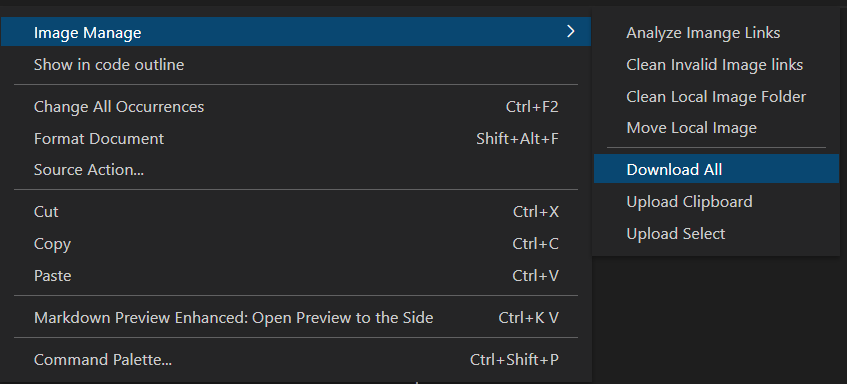 Image Manage
Show in code outline
Change All Occurrences Ctrl+F2
Format Document Shift+Alt+F
Source Action...
Cut Ctrl+X
Copy Ctrl+C
Paste Ctrl+V
Markdown Preview Enhanced: Open Preview to the Side Ctrl+K V
Command Palette... Ctrl+Shift+P
Analyze Imange Links
Clean Invalid Image links
Clean Local Image Folder
Move Local Image
Download All
Upload Clipboard
Upload Select